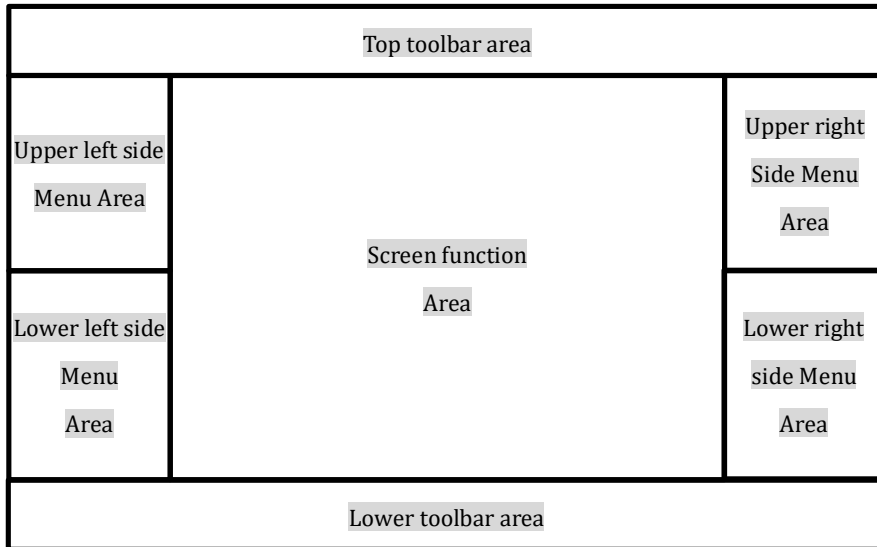 Top toolbar area
Upper left side
Menu Area
Upper right
Side Menu
Area
Screen function
Area
Lower left side
Menu
Area
Lower right
side Menu
Area
Lower toolbar area